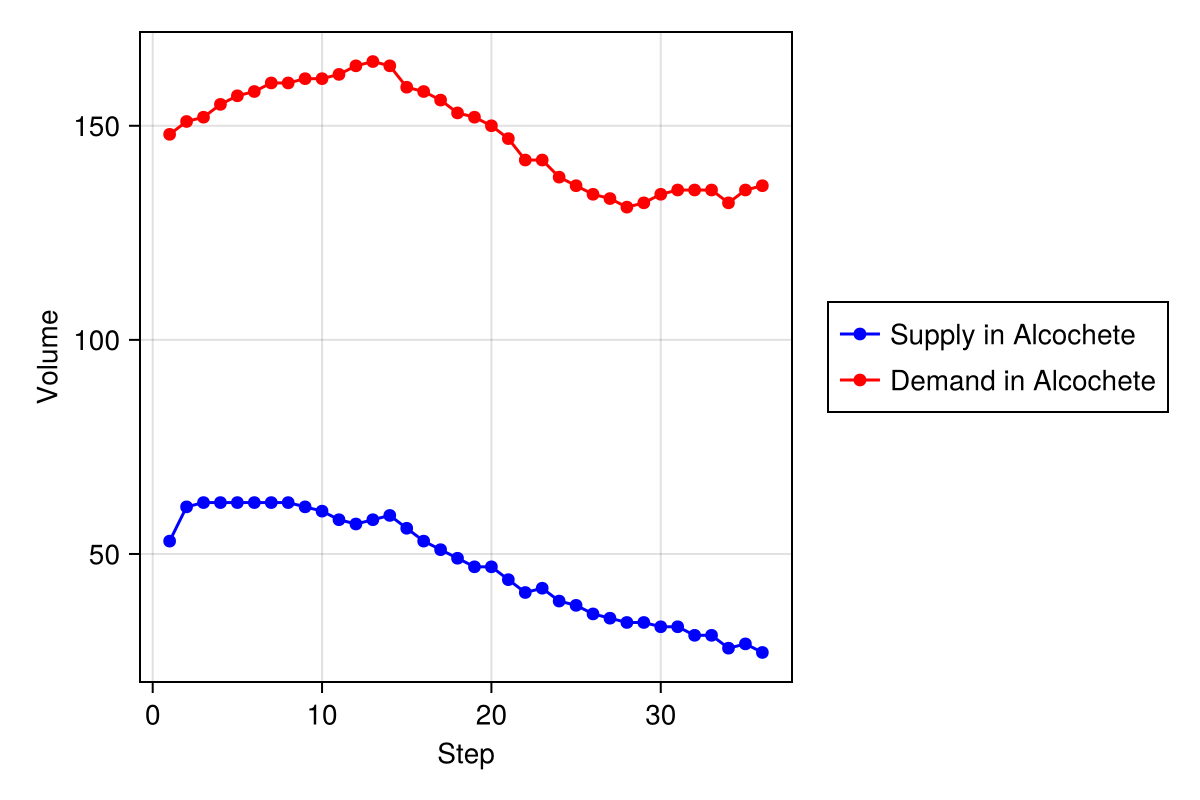 150
100
50
Volume
0 10 20 30
Step
Supply in Alcochete
Demand in Alcochete